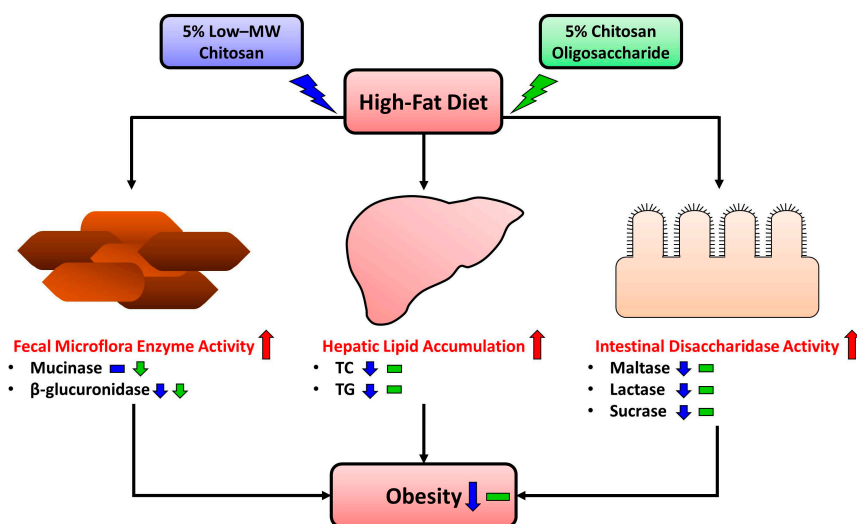 5% Low–MW
Chitosan
5% Chitosan
Oligosaccharide
High-Fat Diet
Fecal Microflora Enzyme Activity
• Mucinase
• β-glucuronidase
Hepatic Lipid Accumulation
• TC
• TG
Intestinal Disaccharidase Activity
• Maltase
• Lactase
• Sucrase
Obesity